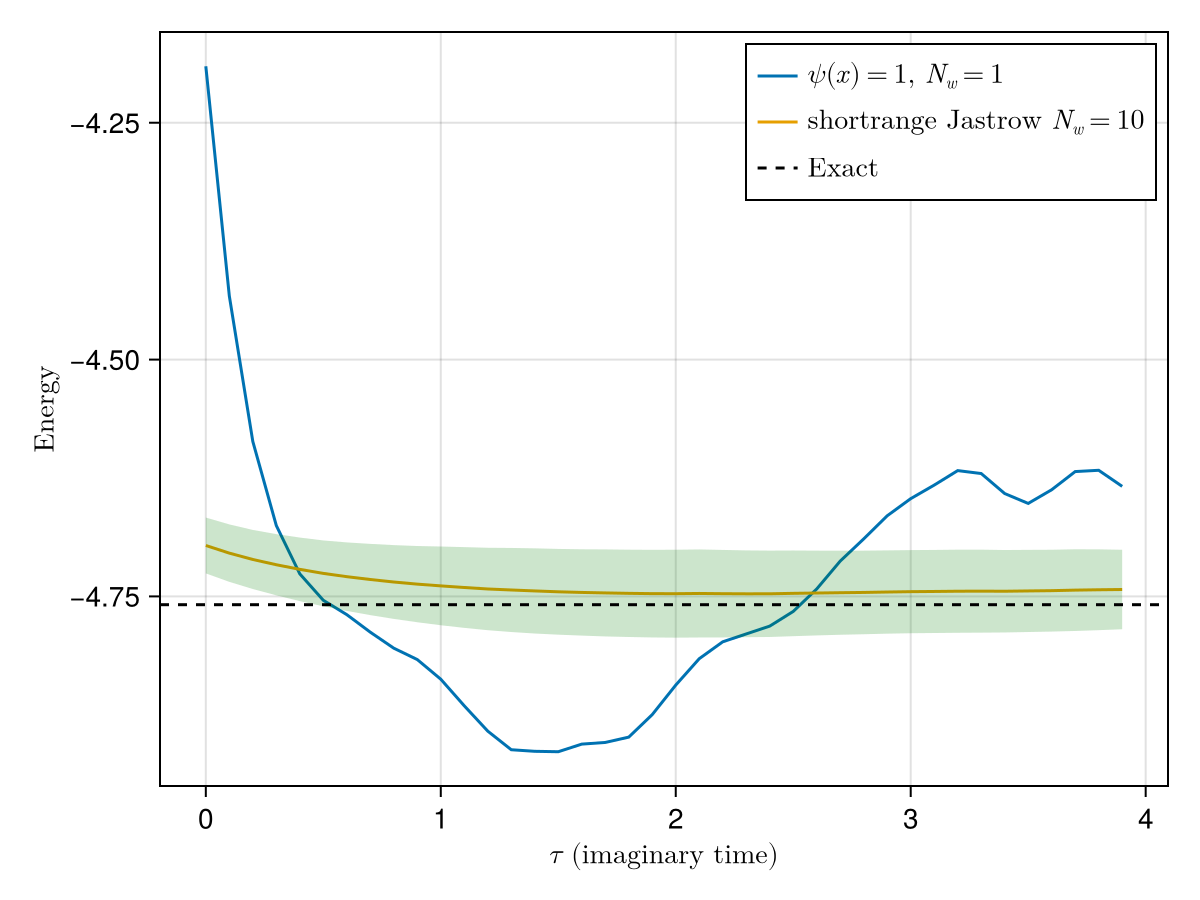 ψ(x) = 1, N_w = 1
shortrange Jastrow N_w = 10
Exact
−4.25
−4.50
−4.75
Energy
0 1 2 3 4
τ (imaginary time)